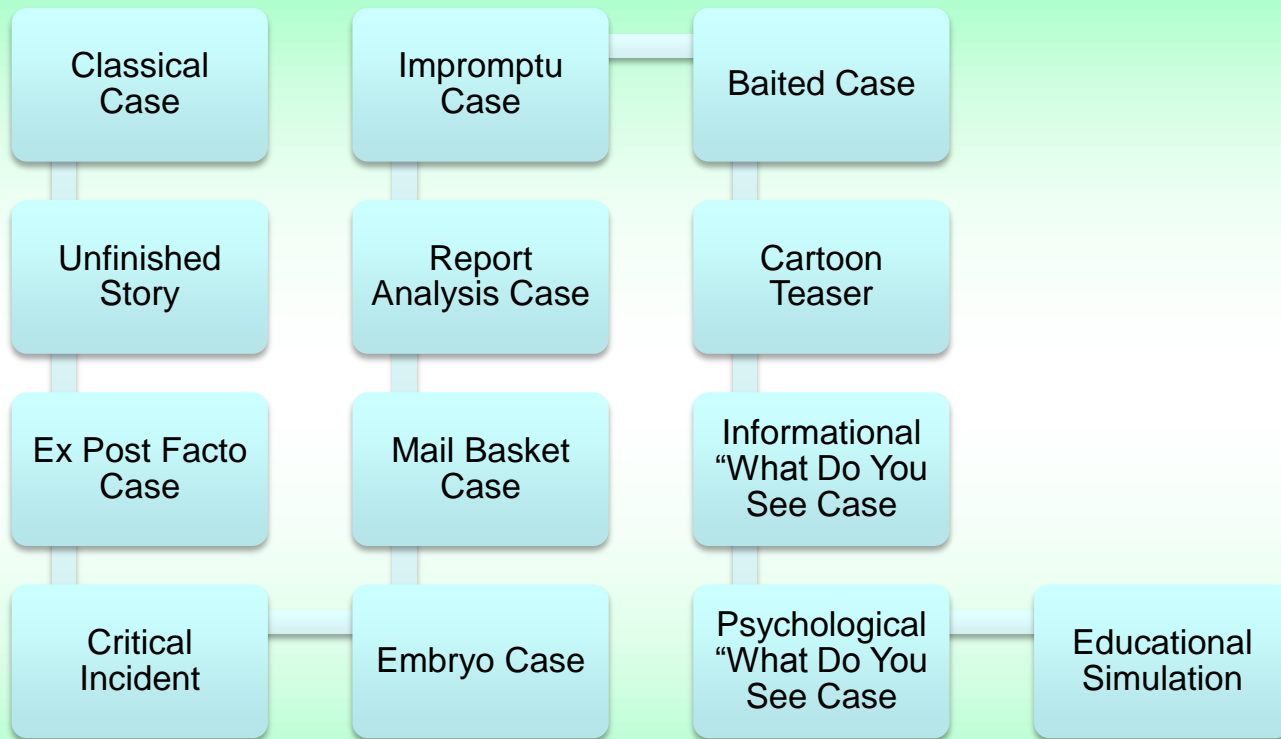 Classical
Case
Unfinished
Story
Ex Post Facto
Case
Critical
Incident
Embryo Case
Mail Basket
Case
Report
Analysis Case
Impromptu
Case
Baited Case
Cartoon
Teaser
Informational
“What Do You
See Case
Psychological
“What Do You
See Case
Educational
Simulation